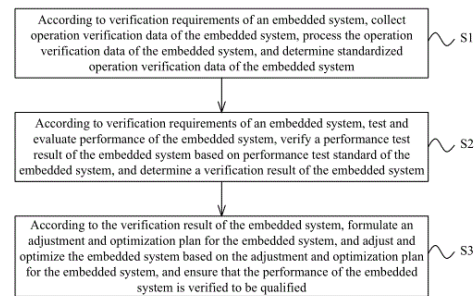 According to verification requirements of an embedded system, collect
operation verification data of the embedded system, process the operation
verification data of the embedded system, and determine standardized
operation verification data of the embedded system
S1
According to verification requirements of an embedded system, test and
evaluate performance of the embedded system, verify a performance test
result of the embedded system based on performance test standard of the
embedded system, and determine a verification result of the embedded system
S2
According to the verification result of the embedded system, formulate an
adjustment and optimization plan for the embedded system, and adjust and
optimize the embedded system based on the adjustment and optimization plan
for the embedded system, and ensure that the performance of the embedded
system is verified to be qualified
S3